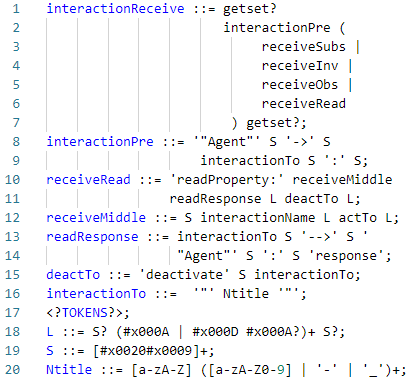 1 interactionReceive ::= getset?
2 interactionPre (
3 receiveSubs |
4 receiveInv |
5 receiveObs |
6 receiveRead
7 ) getset?;
8 interactionPre ::= '"Agent"' S '->' S
9 interactionTo S ':' S;
10 receiveRead ::= 'readProperty:' receiveMiddle
11 readResponse L deactTo L;
12 receiveMiddle ::= S interactionName L actTo L;
13 readResponse ::= interactionTo S '-->' S '
14 "Agent"' S ':' S 'response';
15 deactTo ::= 'deactivate' S interactionTo;
16 interactionTo ::= '"' Ntitle '"';
17 <?TOKENS?>;
18 L ::= S? (#x000A | #x000D #x000A?)+ S?;
19 S ::= [#x0020#x0009]+;
20 Ntitle ::= [a-zA-Z] ([a-zA-Z0-9] | '-' | '_')+;